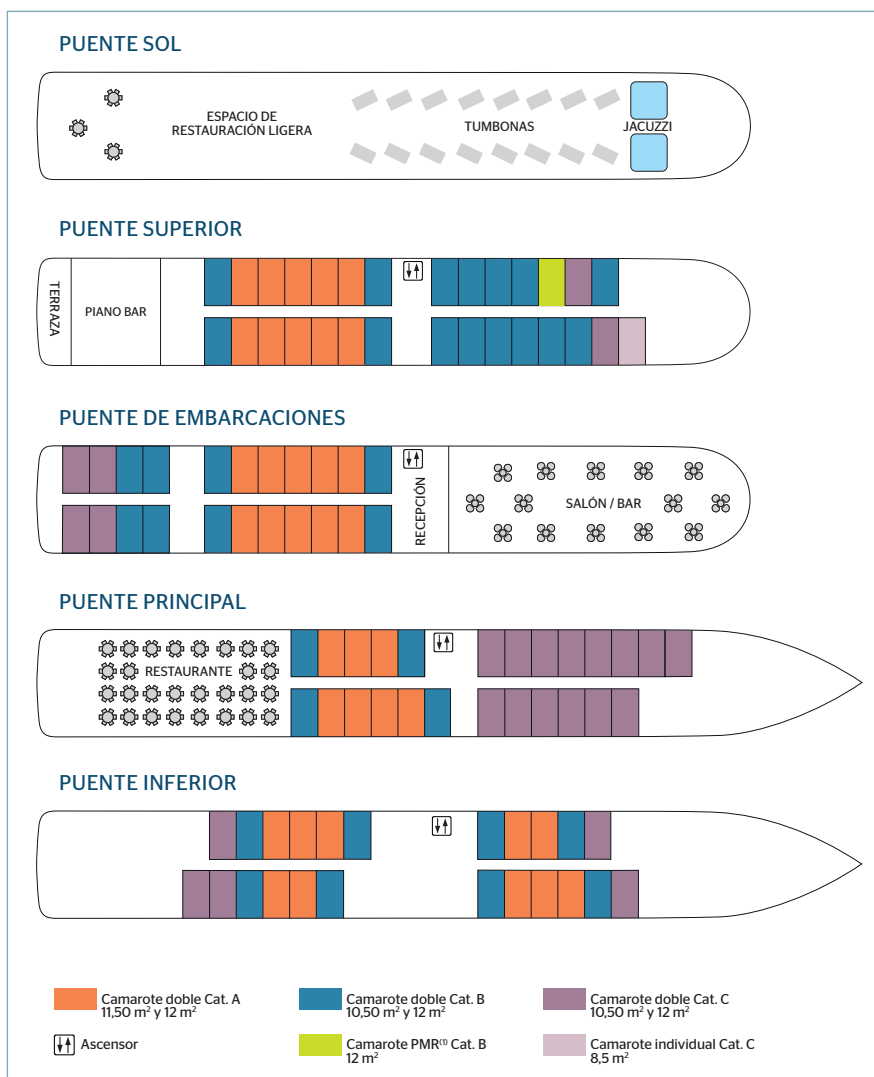 PUENTE SOL
ESPACIO DE
RESTAURACIÓN LIGERA
TUMBONAS
JACUZZI
PUENTE SUPERIOR
TERRAZA
PIANO BAR
PUENTE DE EMBARCACIONES
RECEPCIÓN
SALÓN / BAR
PUENTE PRINCIPAL
RESTAURANTE
PUENTE INFERIOR
Camarote doble Cat. A
11,50 m² y 12 m²
Camarote doble Cat. B
10,50 m² y 12 m²
Camarote doble Cat. C
10,50 m² y 12 m²
Ascensor
Camarote PMR⁽¹⁾ Cat. B
12 m²
Camarote individual Cat. C
8,5 m²